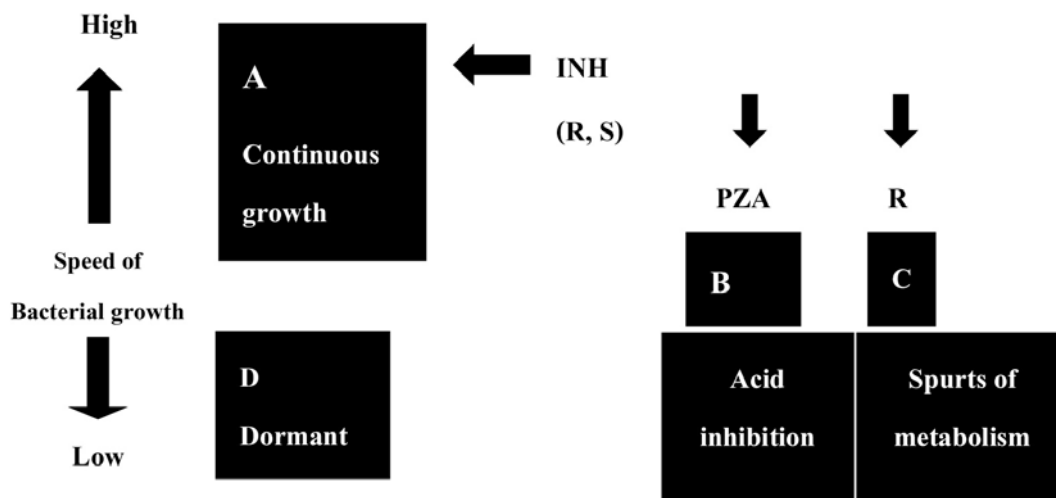 High
Speed of
Bacterial growth
Low
A
Continuous
growth
D
Dormant
INH
(R, S)
PZA
B
Acid
inhibition
R
C
Spurts of
metabolism